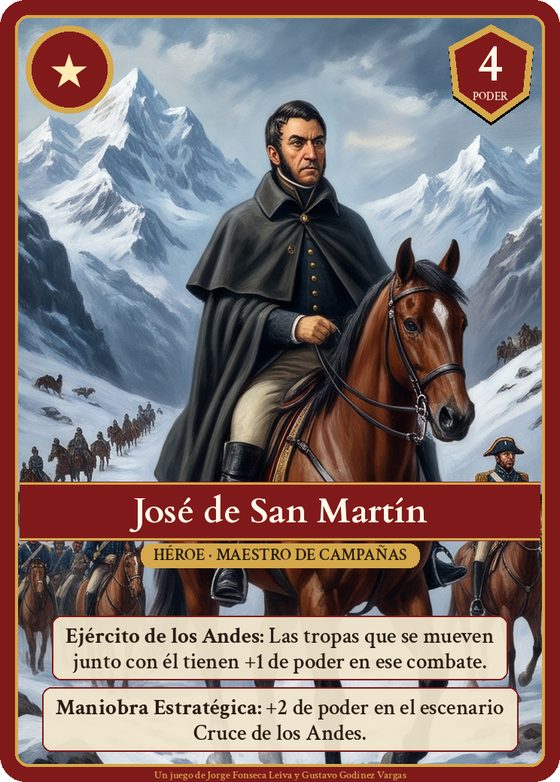 4
PODER
José de San Martín
HÉROE · MAESTRO DE CAMPAÑAS
Ejército de los Andes: Las tropas que se mueven
junto con él tienen +1 de poder en ese combate.
Maniobra Estratégica: +2 de poder en el escenario
Cruce de los Andes.
Un juego de Jorge Fonseca Leiva y Gustavo Godínez Vargas